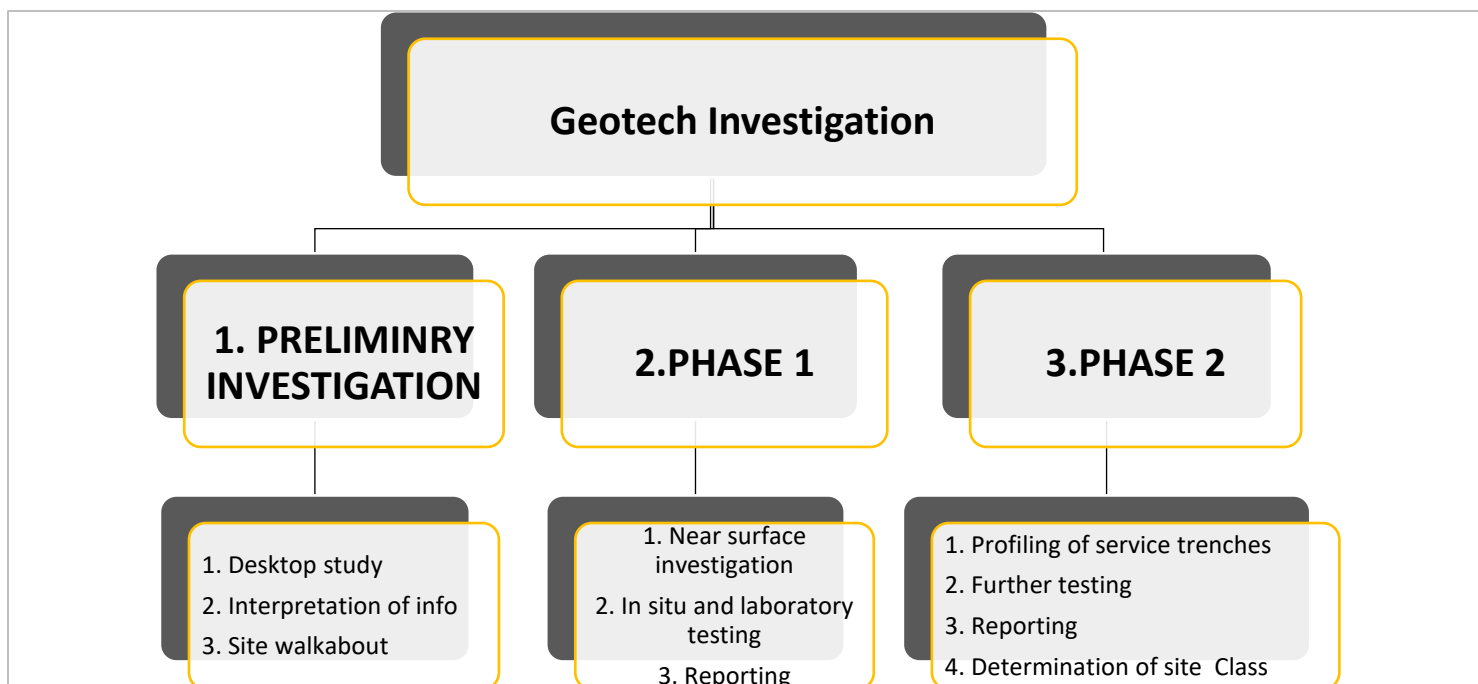 Geotech Investigation
1. PRELIMINRY
INVESTIGATION
2.PHASE 1
3.PHASE 2
1. Desktop study
2. Interpretation of info
3. Site walkabout
1. Near surface
investigation
2. In situ and laboratory
testing
3. Reporting
1. Profiling of service trenches
2. Further testing
3. Reporting
4. Determination of site  Class